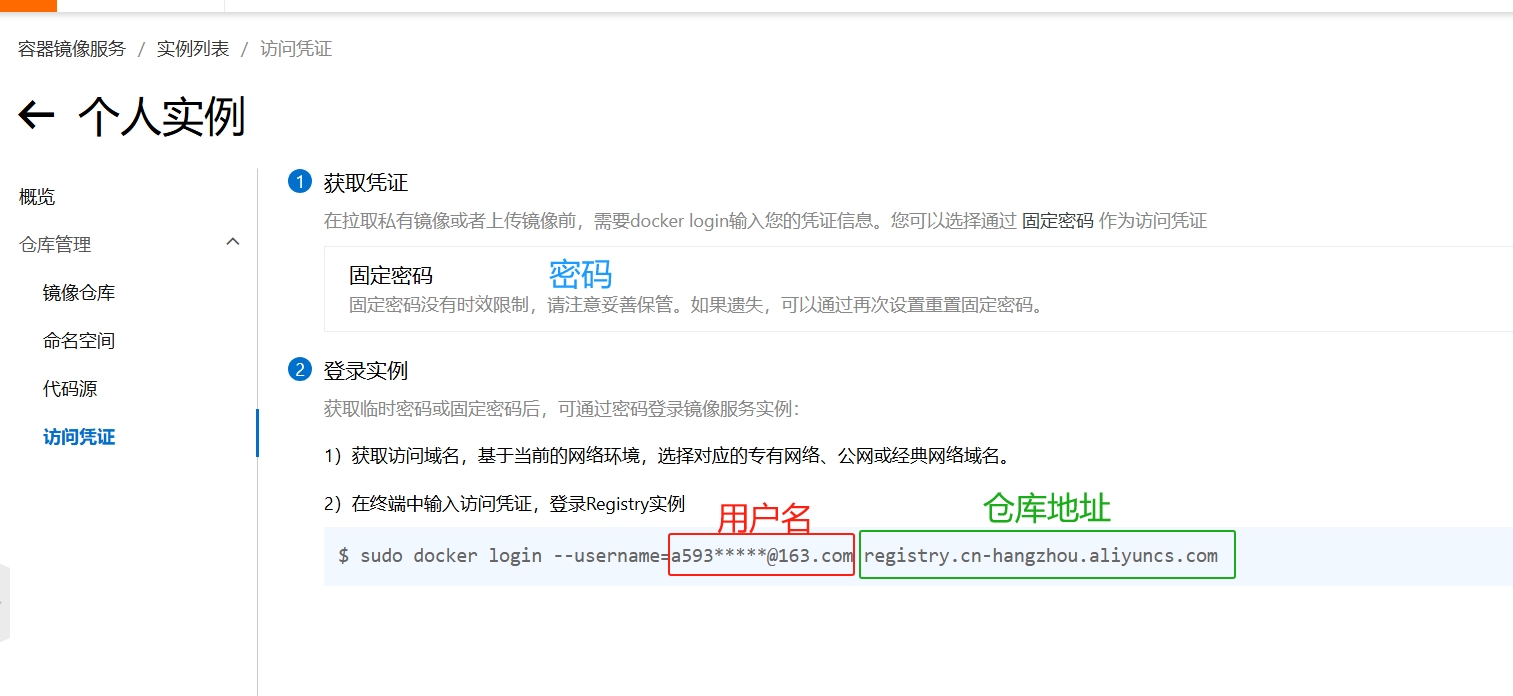 容器镜像服务 / 实例列表 / 访问凭证
← 个人实例
概览
仓库管理
镜像仓库
命名空间
代码源
访问凭证
1 获取凭证
在拉取私有镜像或者上传镜像前，需要docker login输入您的凭证信息。您可以选择通过 固定密码 作为访问凭证
固定密码 密码
固定密码没有时效限制，请注意妥善保管。如果遗失，可以通过再次设置重置固定密码。
2 登录实例
获取临时密码或固定密码后，可通过密码登录镜像服务实例：
1）获取访问域名，基于当前的网络环境，选择对应的专有网络、公网或经典网络域名。
2）在终端中输入访问凭证，登录Registry实例
用户名 仓库地址
$ sudo docker login --username=a593*****@163.com registry.cn-hangzhou.aliyuncs.com